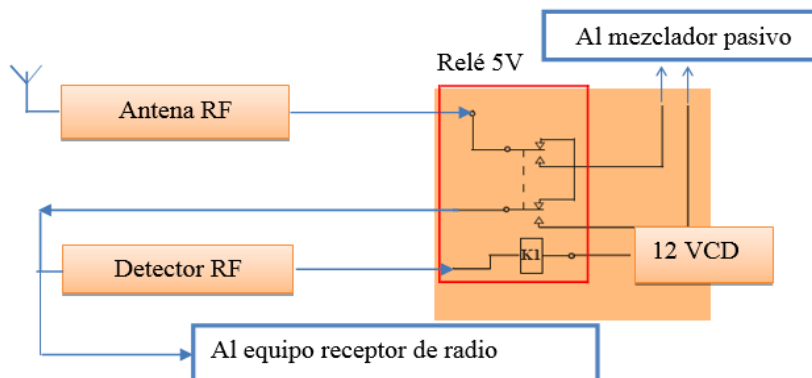 Al mezclador pasivo
Relé 5V
Antena RF
Detector RF
K1
12 VCD
Al equipo receptor de radio